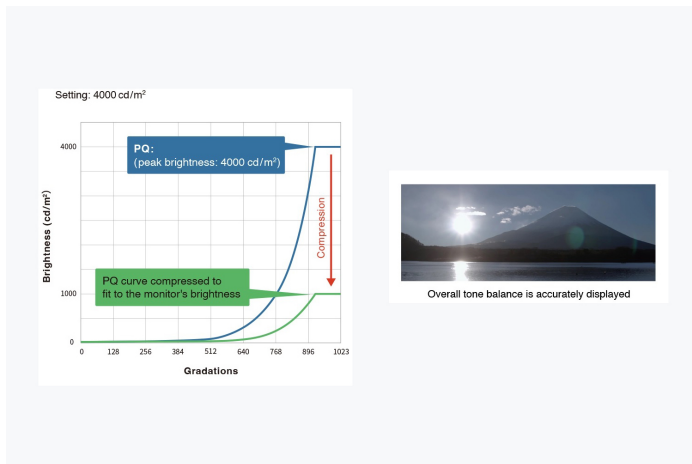 Setting: 4000 cd/m²
4000
PQ:
(peak brightness: 4000 cd/m²)
Compression
Brightness (cd/m²)
PQ curve compressed to
fit to the monitor's brightness
1000
0
0 128 256 384 512 640 768 896 1023
Gradations
Overall tone balance is accurately displayed